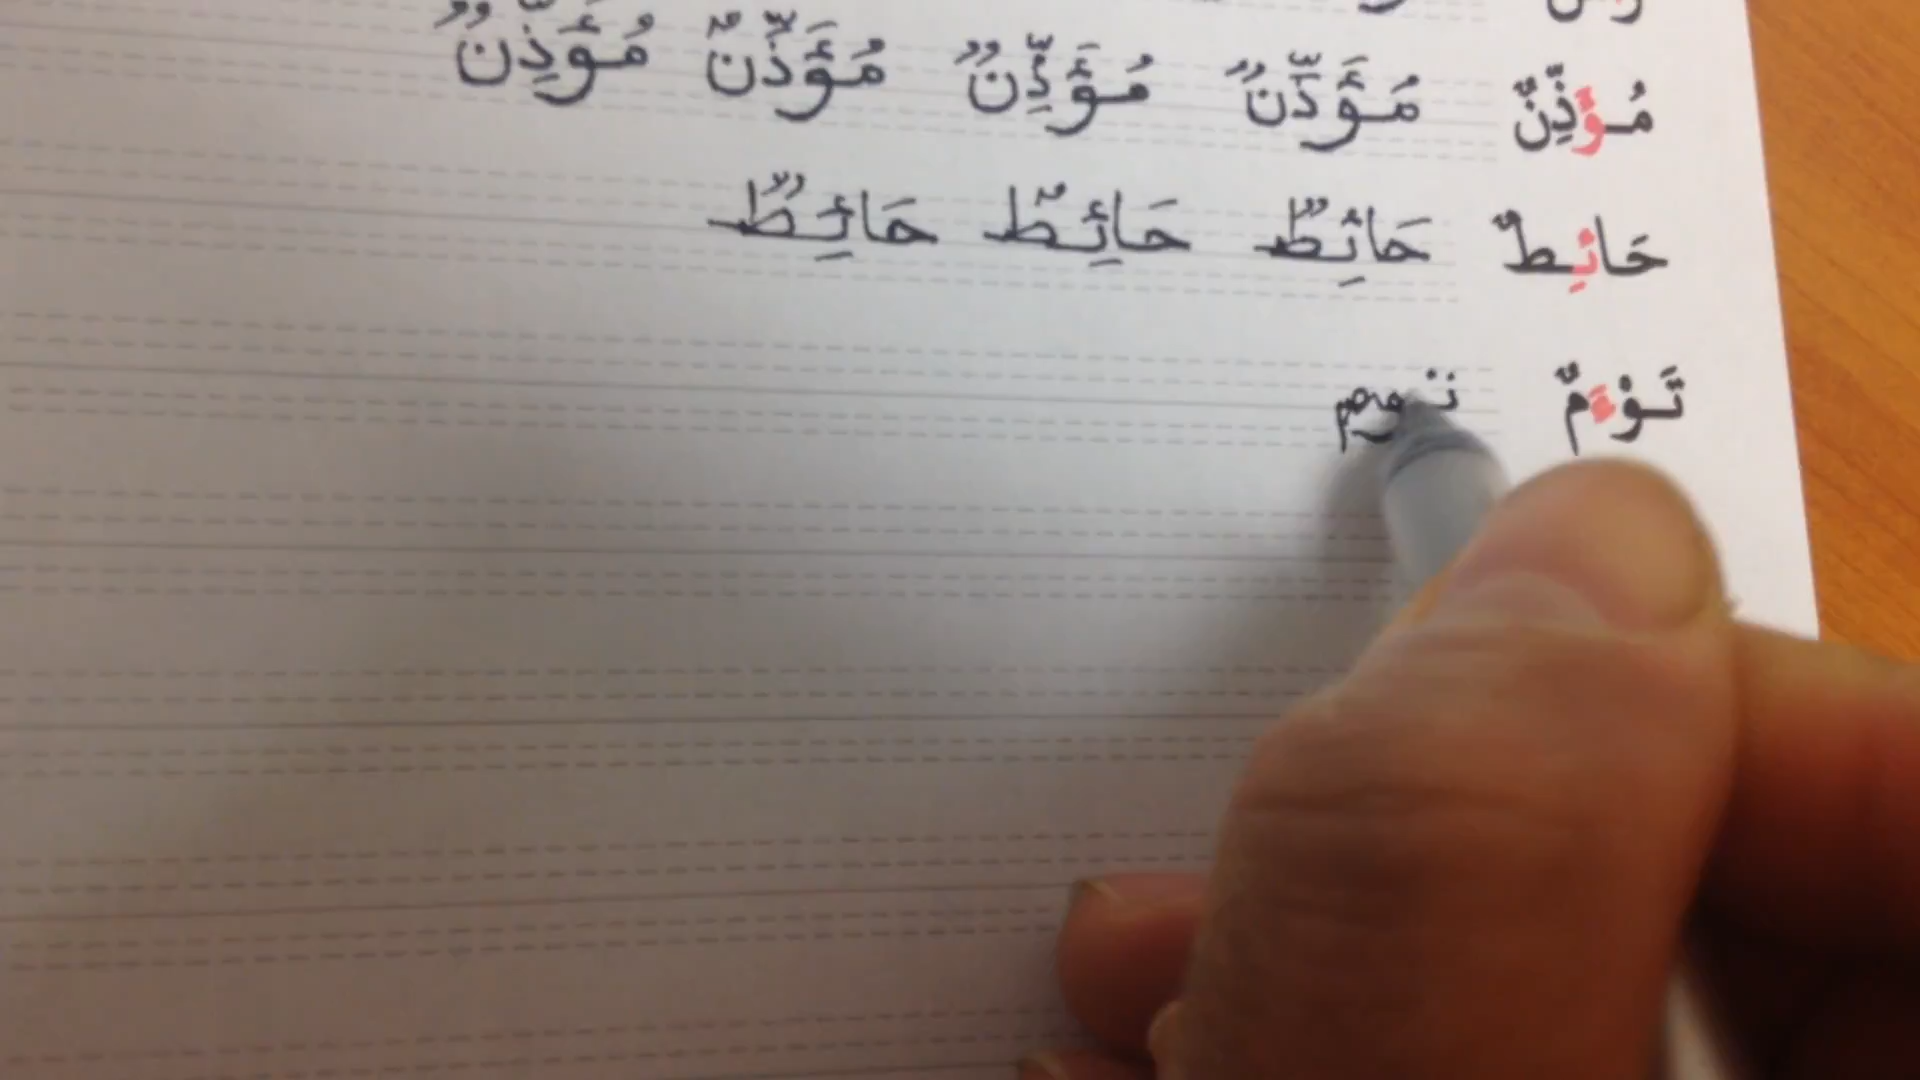 مُؤَذِّنٌ مُؤَذِّنٌ مُؤَذِّنٌ مُؤَذِّنٌ مُؤَذِّنٌ
حَائِطٌ حَائِطٌ حَائِطٌ حَائِطٌ
تَوْءَمٌ